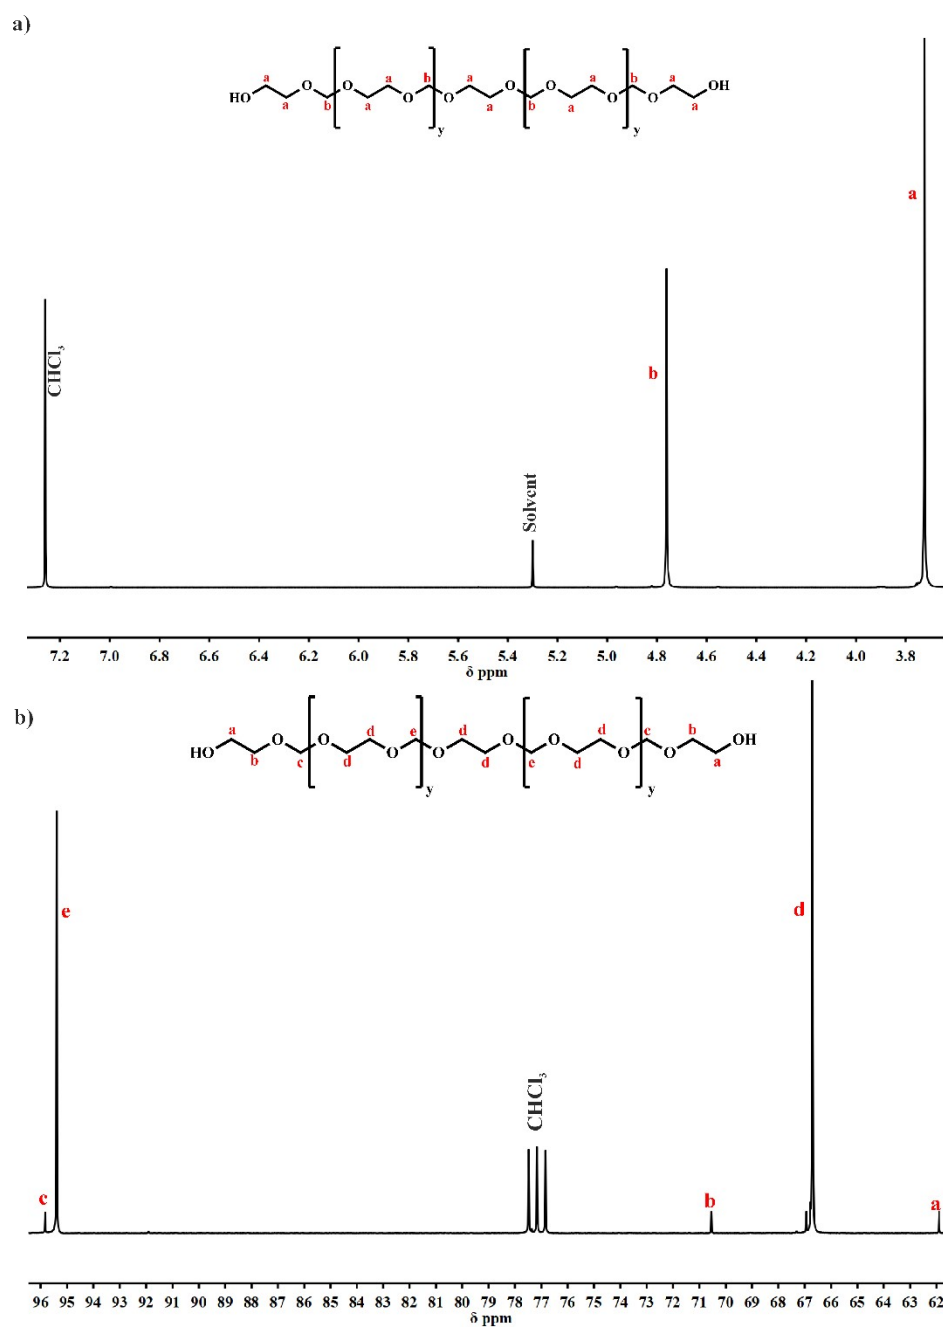 a)
a a b a a b a
HO O O O O O O O OH
a b a a b a a
y y
a
b
CHCl3
Solvent
7.2 7.0 6.8 6.6 6.4 6.2 6.0 5.8 5.6 5.4 5.2 5.0 4.8 4.6 4.4 4.2 4.0 3.8
δ ppm
b)
a d e d d c b
HO O O O O O O O OH
b c d d e d a
y y
e
d
CHCl3
c
b
a
96 95 94 93 92 91 90 89 88 87 86 85 84 83 82 81 80 79 78 77 76 75 74 73 72 71 70 69 68 67 66 65 64 63 62
δ ppm